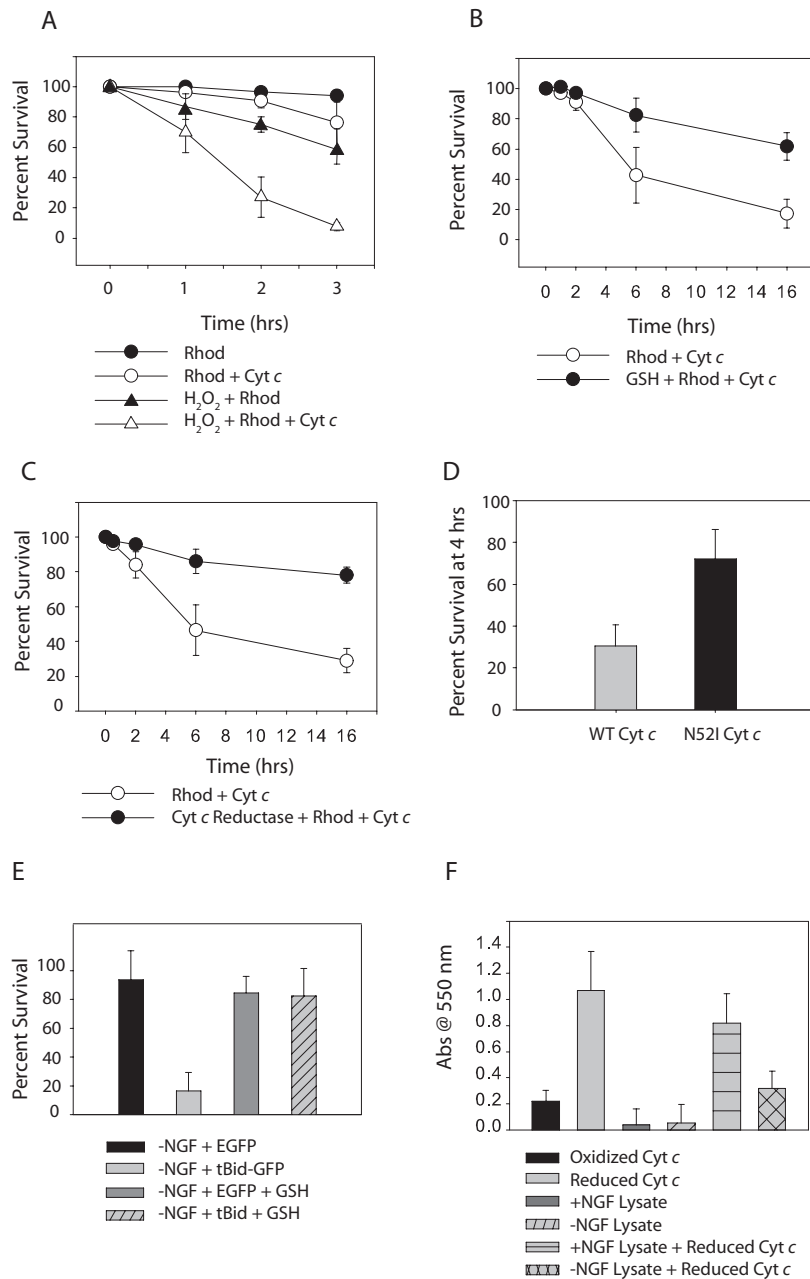 A
Percent Survival
100
80
60
40
20
0
0 1 2 3
Time (hrs)
Rhod
Rhod + Cyt c
H2O2 + Rhod
H2O2 + Rhod + Cyt c
B
Percent Survival
100
80
60
40
20
0
0 2 4 6 8 10 12 14 16
Time (hrs)
Rhod + Cyt c
GSH + Rhod + Cyt c
C
Percent Survival
100
80
60
40
20
0
0 2 4 6 8 10 12 14 16
Time (hrs)
Rhod + Cyt c
Cyt c Reductase + Rhod + Cyt c
D
Percent Survival at 4 hrs
100
80
60
40
20
0
WT Cyt c N52I Cyt c
E
Percent Survival
100
80
60
40
20
0
-NGF + EGFP
-NGF + tBid-GFP
-NGF + EGFP + GSH
-NGF + tBid + GSH
F
Abs @ 550 nm
1.4
1.2
1.0
0.8
0.6
0.4
0.2
0.0
Oxidized Cyt c
Reduced Cyt c
+NGF Lysate
-NGF Lysate
+NGF Lysate + Reduced Cyt c
-NGF Lysate + Reduced Cyt c